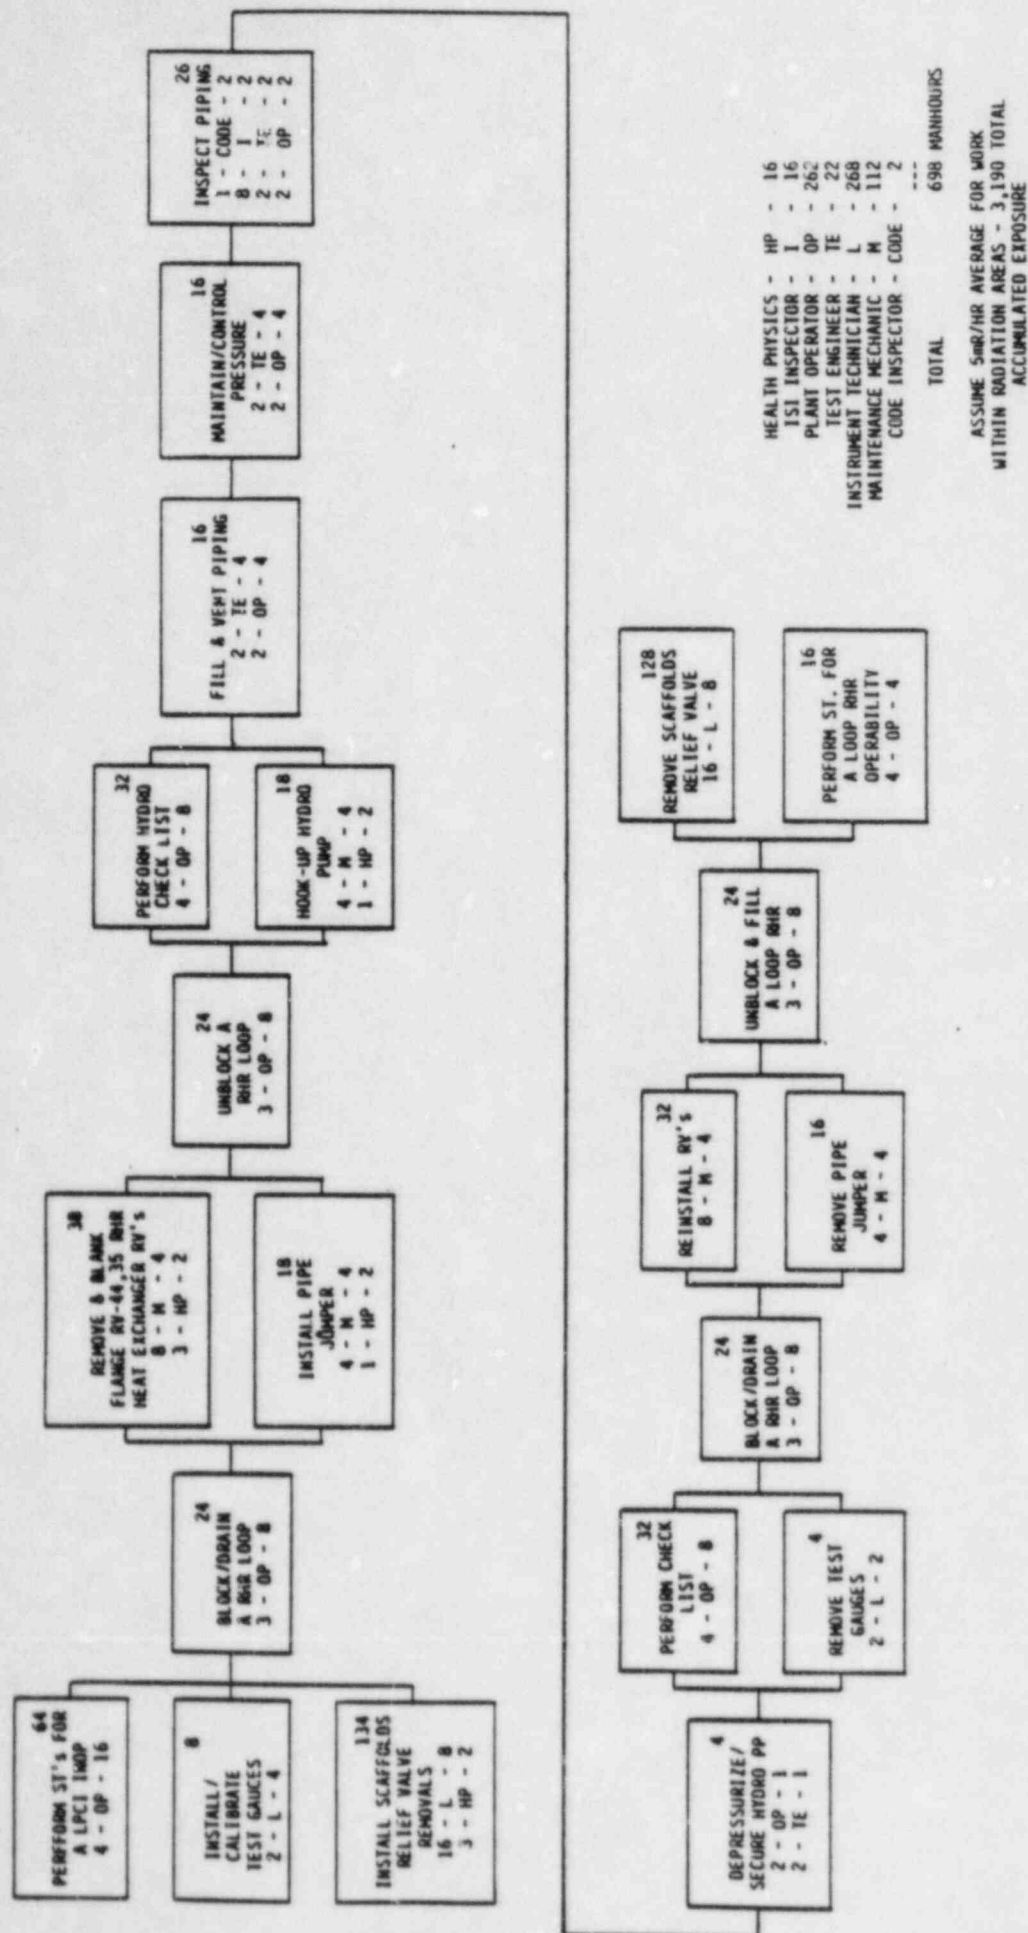 64
PERFFORM ST's FOR
A LPCI INOP
4 - OP - 16
8
INSTALL/
CALIBRATE
TEST GAUCES
2 - L - 4
134
INSTALL SCAFFOLDS
RELIEF VALVE
REMOVALS
16 - L - 8
3 - HP - 2
24
BLOCK/DRAIN
A RHR LOOP
3 - OP - 8
38
REMOVE & BLANK
FLANGE RV-44,35 RHR
HEAT EXCHANGER RV's
8 - M - 4
3 - HP - 2
18
INSTALL PIPE
JUMPER
4 - M - 4
1 - HP - 2
24
UNBLOCK A
RHR LOOP
3 - OP - 8
32
PERFORM HYDRO
CHECK LIST
4 - OP - 8
18
HOOK-UP HYDRO
PUMP
4 - M - 4
1 - HP - 2
16
FILL & VENT PIPING
2 - TE - 4
2 - OP - 4
16
MAINTAIN/CONTROL
PRESSURE
2 - TE - 4
2 - OP - 4
26
INSPECT PIPING
1 - CODE - 2
8 - I - 2
2 - TE - 2
2 - OP - 2
4
DEPRESSURIZE/
SECURE HYDRO PP
2 - OP - 1
2 - TE - 1
32
PERFORM CHECK
LIST
4 - OP - 8
4
REMOVE TEST
GAUGES
2 - L - 2
24
BLOCK/DRAIN
A RHR LOOP
3 - OP - 8
32
REINSTALL RV's
8 - M - 4
16
REMOVE PIPE
JUMPER
4 - M - 4
24
UNBLOCK & FILL
A LOOP RHR
3 - OP - 8
128
REMOVE SCAFFOLDS
RELIEF VALVE
16 - L - 8
16
PERFORM ST. FOR
A LOOP RHR
OPERABILITY
4 - OP - 4
HEALTH PHYSICS - HP - 16
ISI INSPECTOR - I - 16
PLANT OPERATOR - OP - 262
TEST ENGINEER - TE - 22
INSTRUMENT TECHNICIAN - L - 268
MAINTENANCE MECHANIC - M - 112
CODE INSPECTOR - CODE - 2
---
TOTAL 698 MANHOURS
ASSUME 5mR/HR AVERAGE FOR WORK
WITHIN RADIATION AREAS - 3,190 TOTAL
ACCUMULATED EXPOSURE